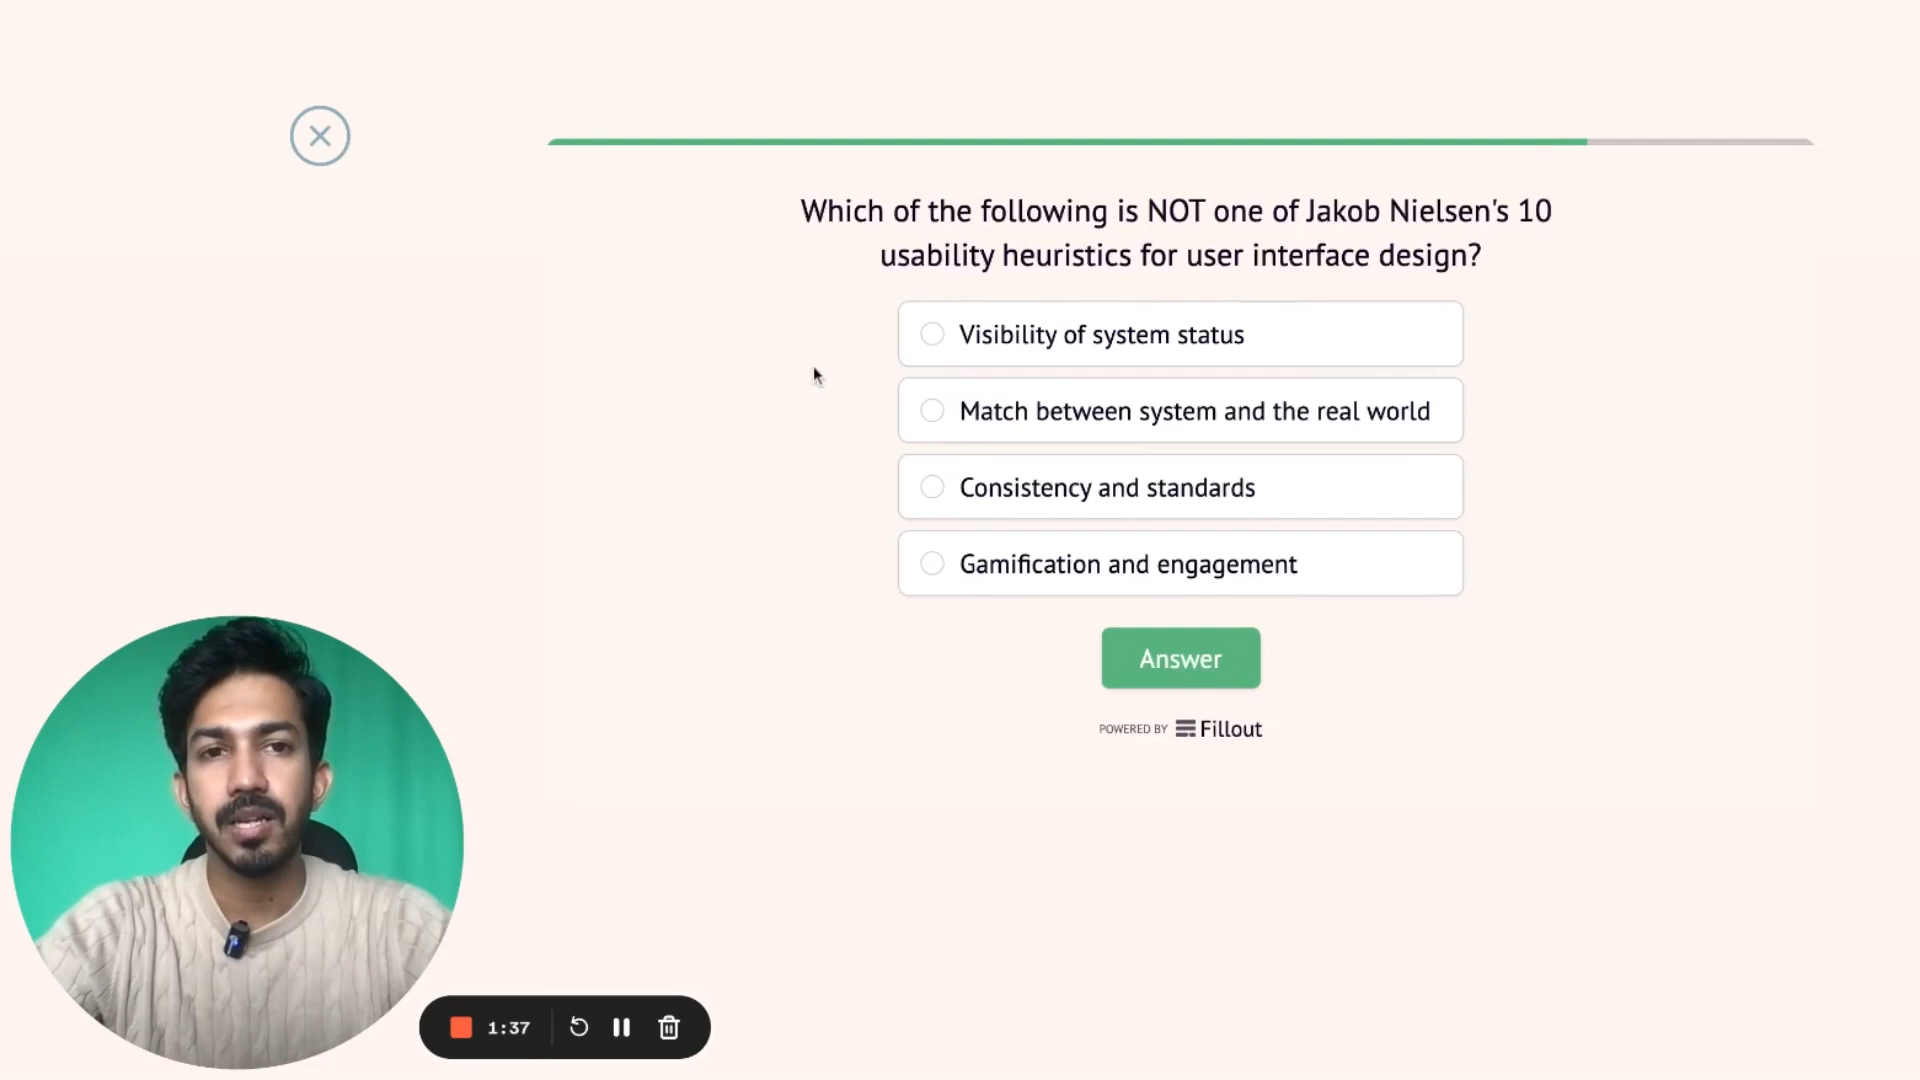 Which of the following is NOT one of Jakob Nielsen's 10
usability heuristics for user interface design?
Visibility of system status
Match between system and the real world
Consistency and standards
Gamification and engagement
Answer
POWERED BY Fillout
1:37